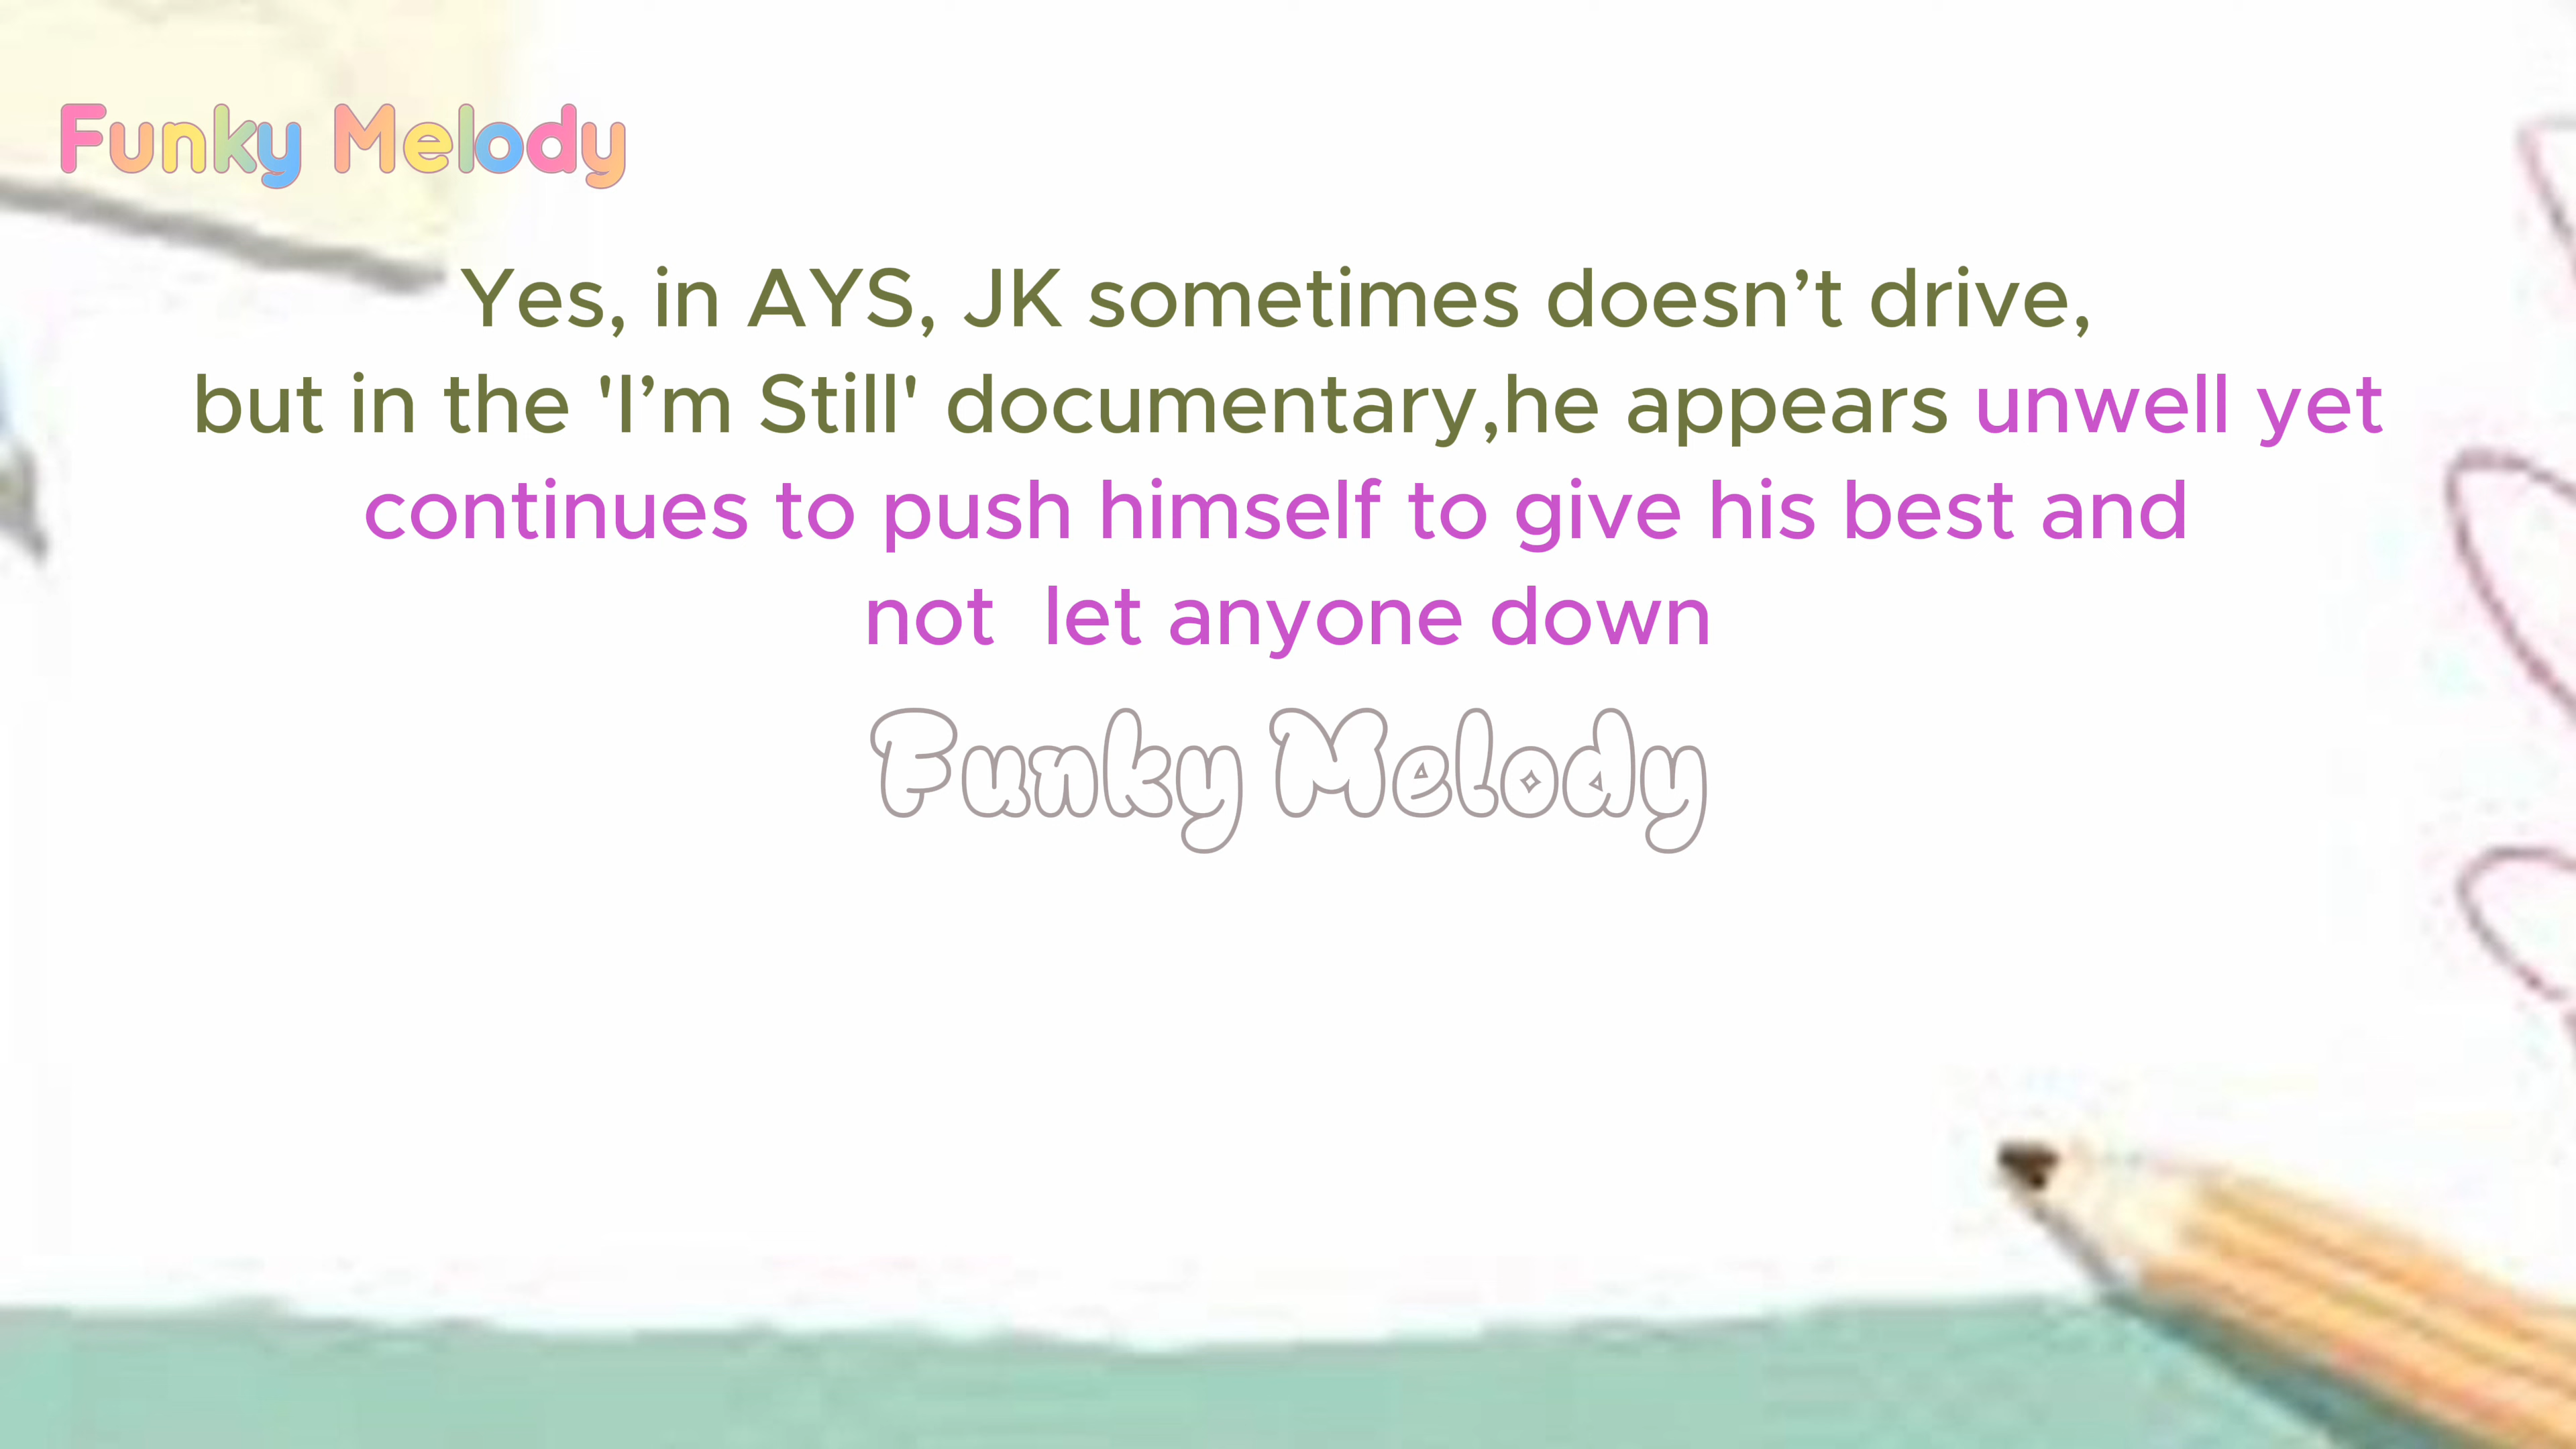 Funky Melody
Yes, in AYS, JK sometimes doesn’t drive,
but in the 'I’m Still' documentary,he appears unwell yet
continues to push himself to give his best and
not  let anyone down
Funky Melody